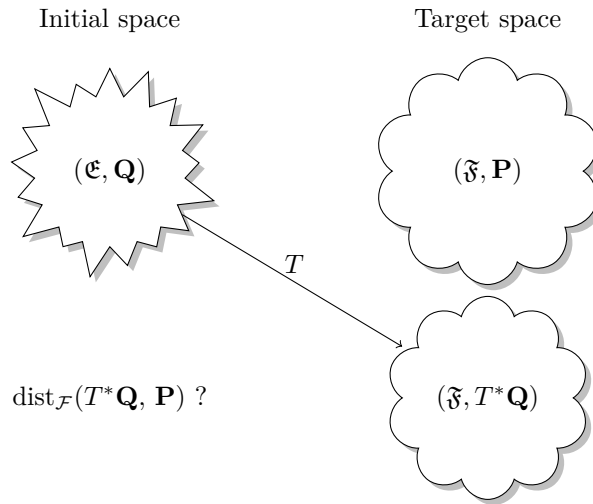 Initial space
Target space
(𝕰, 𝐐)
(𝕱, 𝐏)
T
dist_ℱ(T*𝐐, 𝐏) ?
(𝕱, T*𝐐)